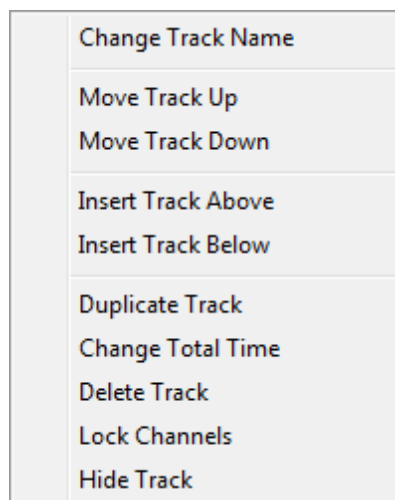 Change Track Name
Move Track Up
Move Track Down
Insert Track Above
Insert Track Below
Duplicate Track
Change Total Time
Delete Track
Lock Channels
Hide Track